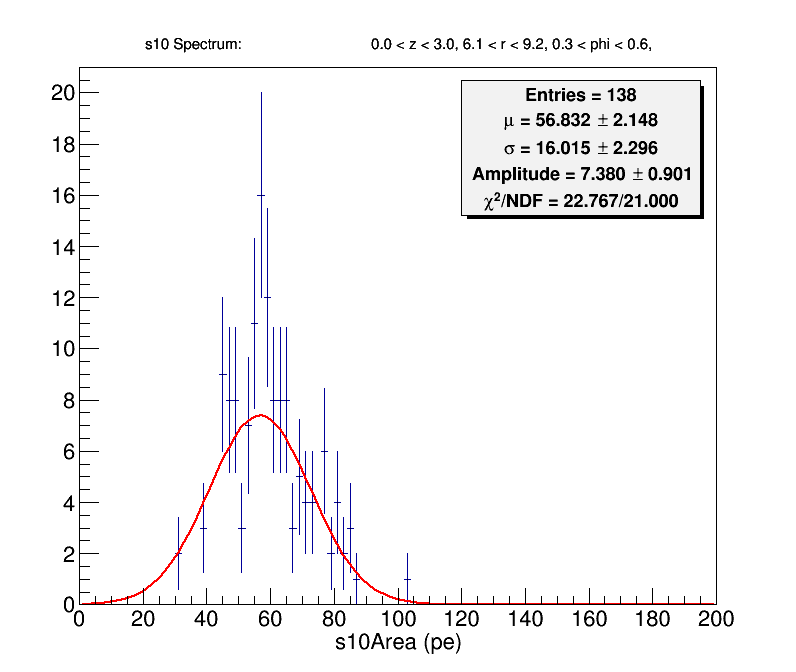 s10 Spectrum: 0.0 < z < 3.0, 6.1 < r < 9.2, 0.3 < phi < 0.6,
Entries = 138
μ = 56.832 ± 2.148
σ = 16.015 ± 2.296
Amplitude = 7.380 ± 0.901
χ²/NDF = 22.767/21.000
20
18
16
14
12
10
8
6
4
2
0
0 20 40 60 80 100 120 140 160 180 200
s10Area (pe)